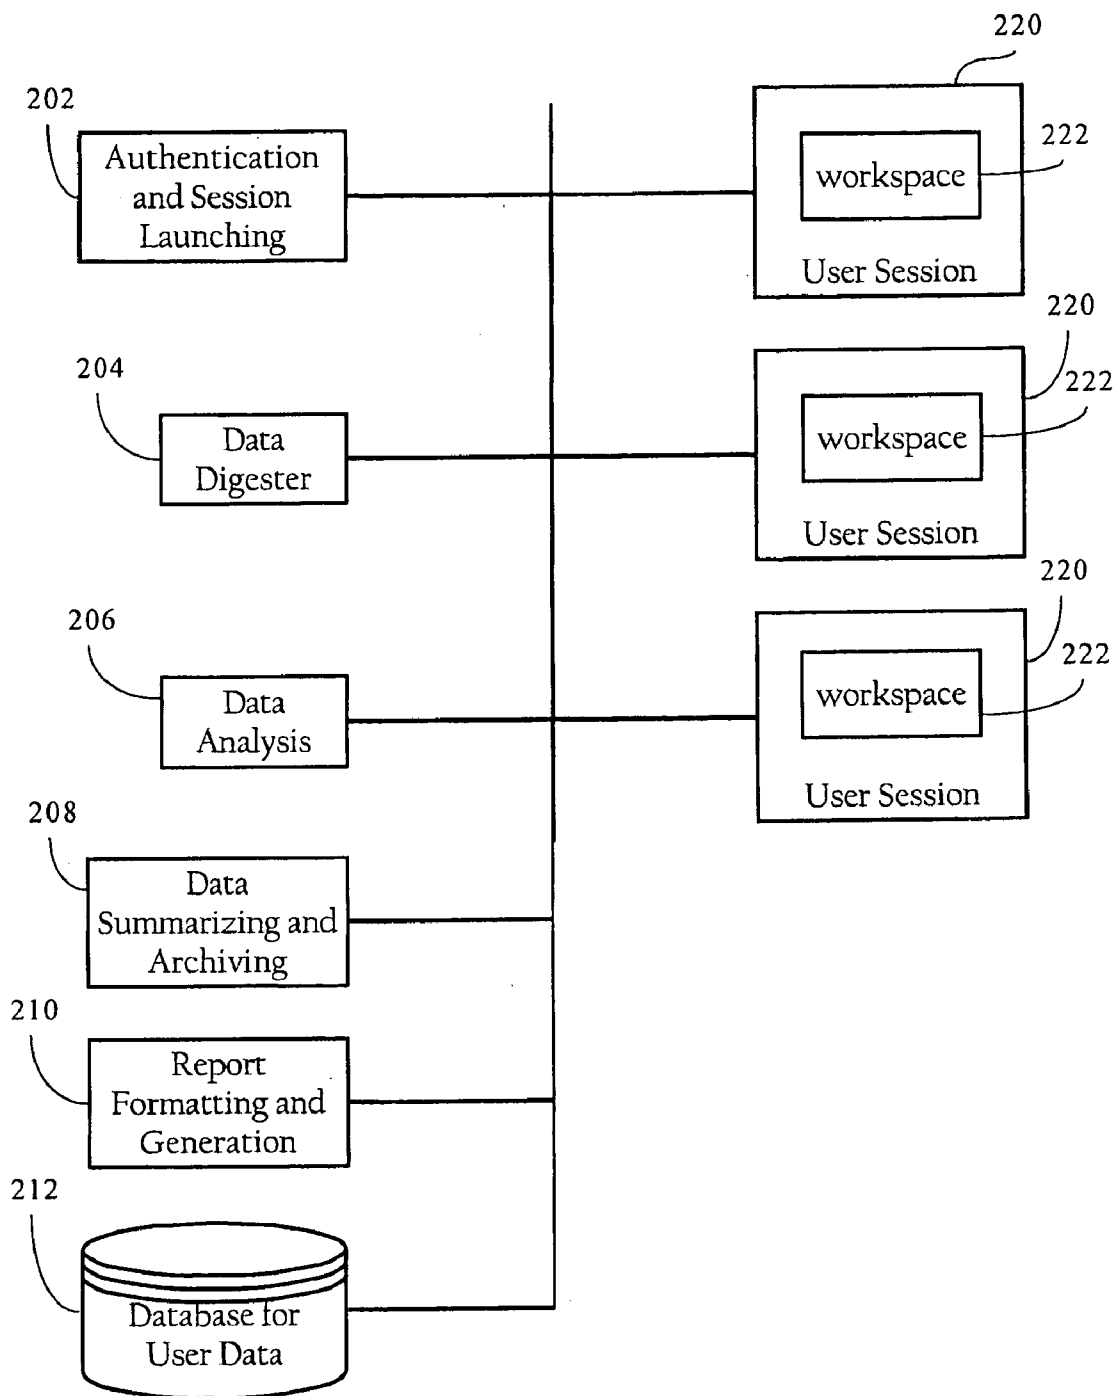 220
202
Authentication
and Session
Launching
workspace
222
User Session
220
204
Data
Digester
workspace
222
User Session
220
206
Data
Analysis
workspace
222
User Session
208
Data
Summarizing and
Archiving
210
Report
Formatting and
Generation
212
Database for
User Data